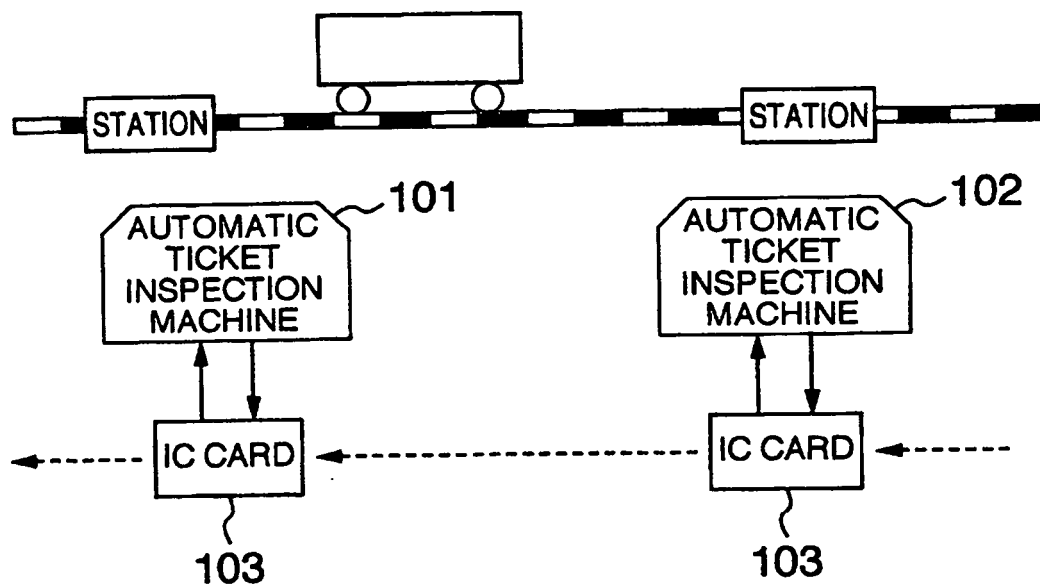 STATION
STATION
101
AUTOMATIC
TICKET
INSPECTION
MACHINE
102
AUTOMATIC
TICKET
INSPECTION
MACHINE
IC CARD
IC CARD
103
103